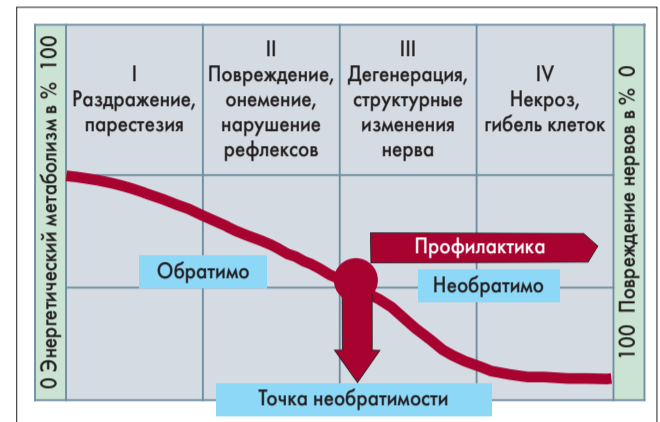 0 Энергетический метаболизм в % 100
I
Раздражение,
парестезия
II
Повреждение,
онемение,
нарушение
рефлексов
III
Дегенерация,
структурные
изменения
нерва
IV
Некроз,
гибель клеток
100 Повреждение нервов в % 0
Профилактика
Обратимо
Необратимо
Точка необратимости